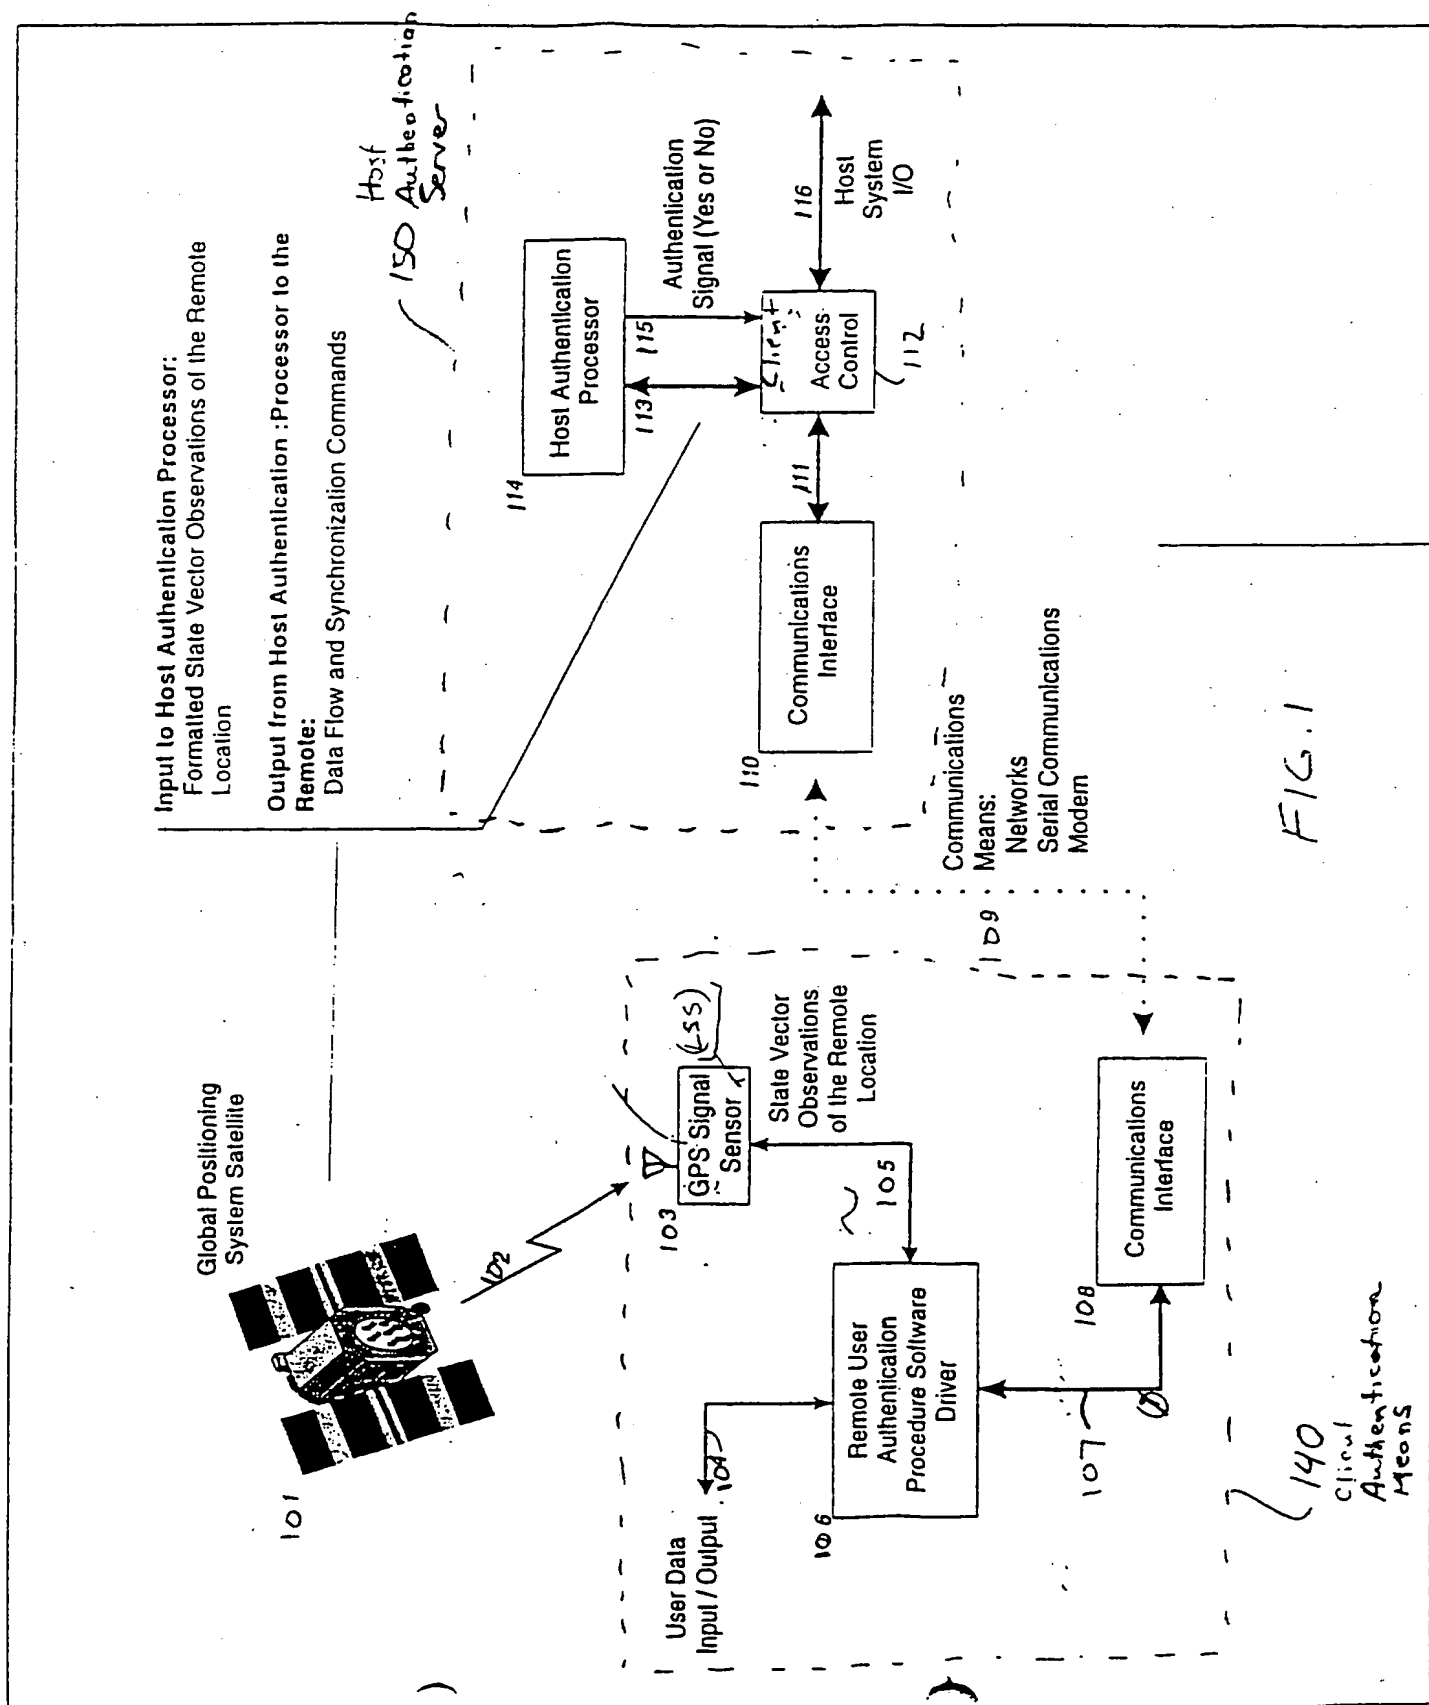 Input to Host Authentication Processor:
Formatted State Vector Observations of the Remote
Location
Output from Host Authentication :Processor to the
Remote:
Data Flow and Synchronization Commands
150 Host
Authentication
Server
Global Positioning
System Satellite
101
102
103
GPS Signal
Sensor
(LSS)
State Vector
Observations
of the Remote
Location
105
User Data
Input / Output
104
106
Remote User
Authentication
Procedure Software
Driver
107
108
Communications
Interface
109
Communications
Means:
Networks
Serial Communications
Modem
110
Communications
Interface
111
114
Host Authentication
Processor
113
115
Authentication
Signal (Yes or No)
Client
Access
Control
112
116
Host
System
I/O
140
Client
Authentication
Means
FIG. 1